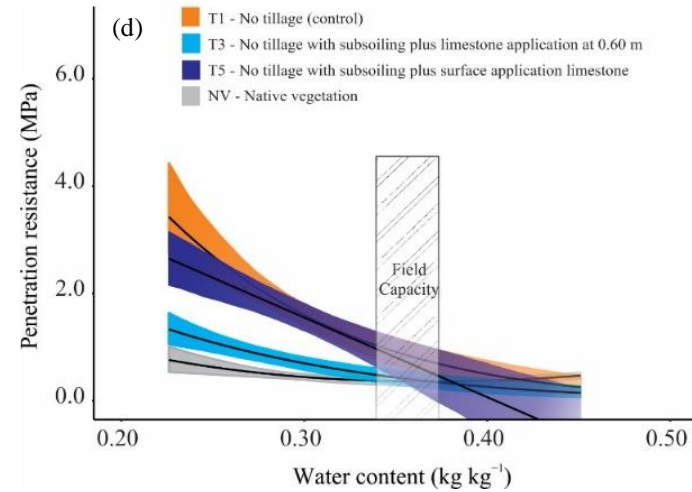 (d)
T1 - No tillage (control)
T3 - No tillage with subsoiling plus limestone application at 0.60 m
T5 - No tillage with subsoiling plus surface application limestone
NV - Native vegetation
Penetration resistance (MPa)
6.0
4.0
2.0
0.0
Field
Capacity
0.20
0.30
0.40
0.50
Water content (kg kg⁻¹)